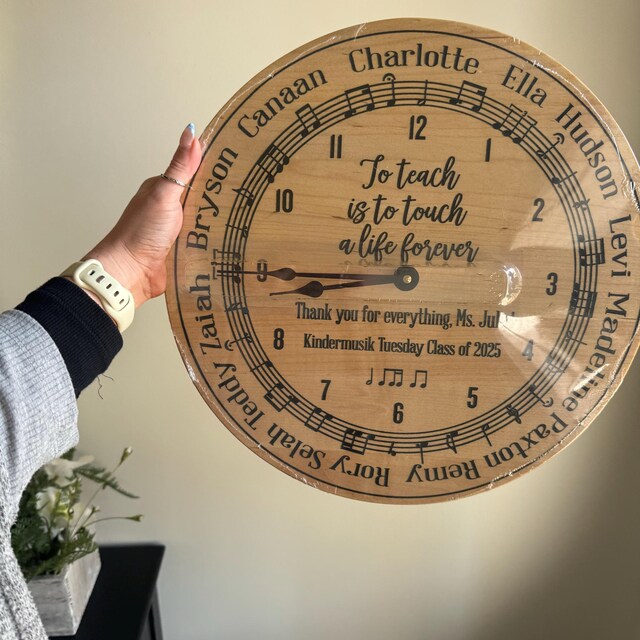 Charlotte
Ella
Hudson
Levi
Madeline
Paxton
Remy
Rory
Selah
Teddy
Zaiah
Bryson
Canaan
12
1
2
3
4
5
6
7
8
9
10
11
To teach
is to touch
a life forever
Thank you for everything, Ms.
Kindermusik Tuesday Class of 2025